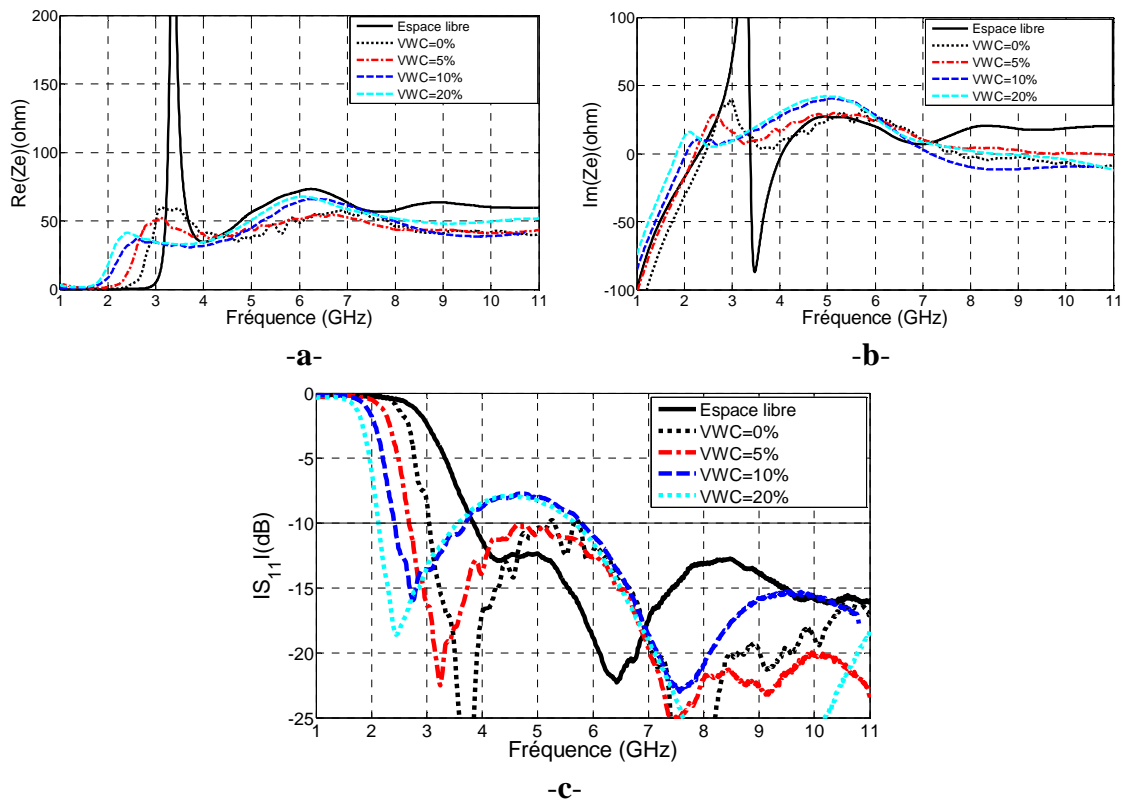 200
150
100
50
0
Re(Ze)(ohm)
1 2 3 4 5 6 7 8 9 10 11
Fréquence (GHz)
Espace libre
VWC=0%
VWC=5%
VWC=10%
VWC=20%
-a-
100
50
0
-50
-100
Im(Ze)(ohm)
1 2 3 4 5 6 7 8 9 10 11
Fréquence (GHz)
Espace libre
VWC=0%
VWC=5%
VWC=10%
VWC=20%
-b-
0
-5
-10
-15
-20
-25
IS11I(dB)
1 2 3 4 5 6 7 8 9 10 11
Fréquence (GHz)
Espace libre
VWC=0%
VWC=5%
VWC=10%
VWC=20%
-c-